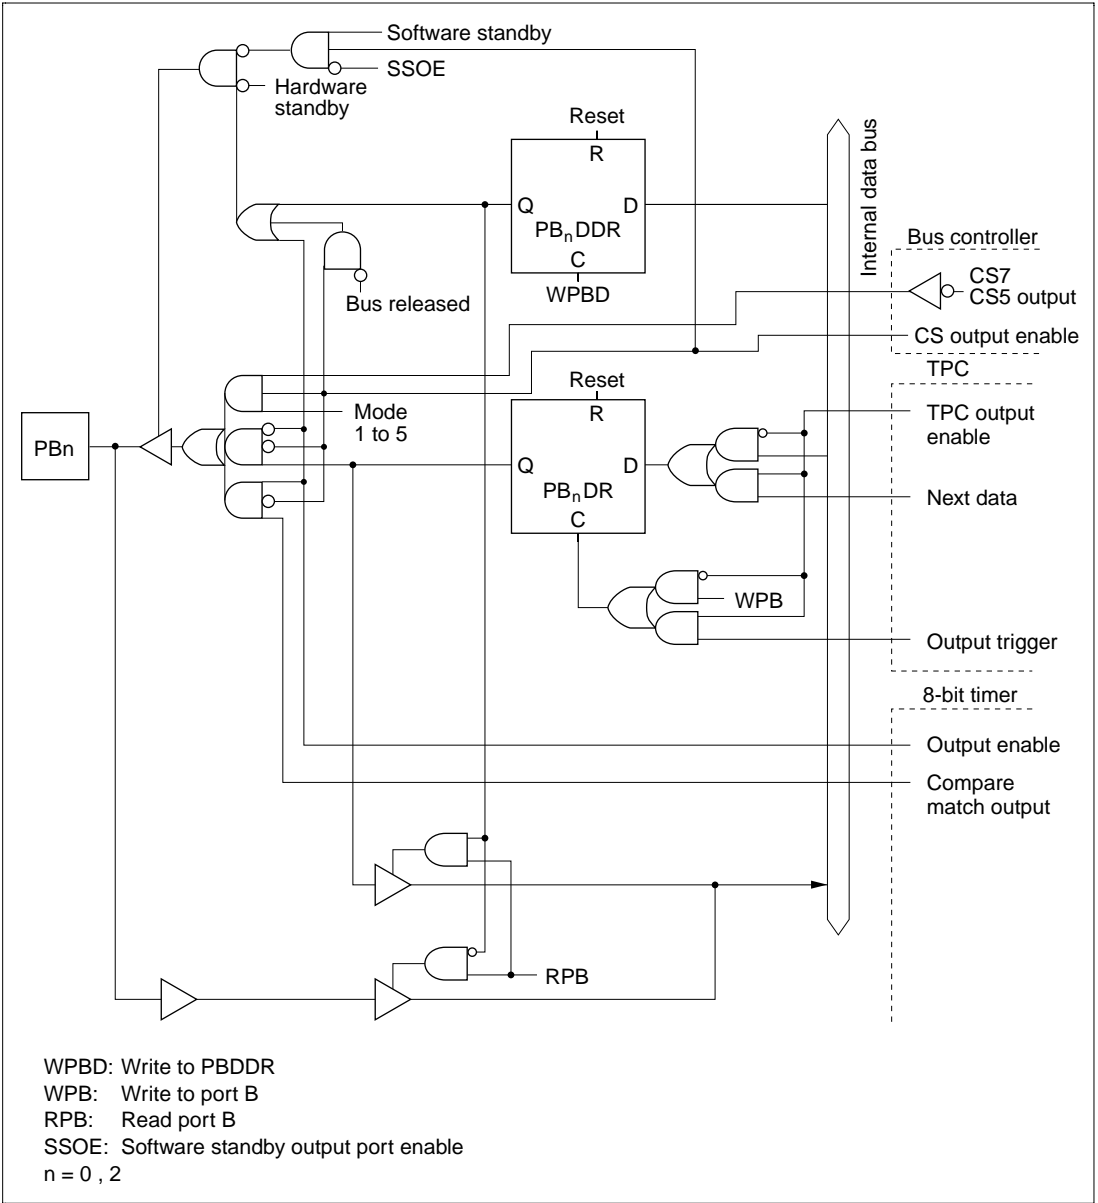 Software standby
SSOE
Hardware
standby
Reset
R
Q
D
PBnDDR
C
WPBD
Internal data bus
Bus controller
CS7
CS5 output
CS output enable
Bus released
TPC
Reset
R
Mode
1 to 5
TPC output
enable
PBn
Q
D
PBnDR
C
Next data
WPB
Output trigger
8-bit timer
Output enable
Compare
match output
RPB
WPBD: Write to PBDDR
WPB: Write to port B
RPB: Read port B
SSOE: Software standby output port enable
n = 0 , 2